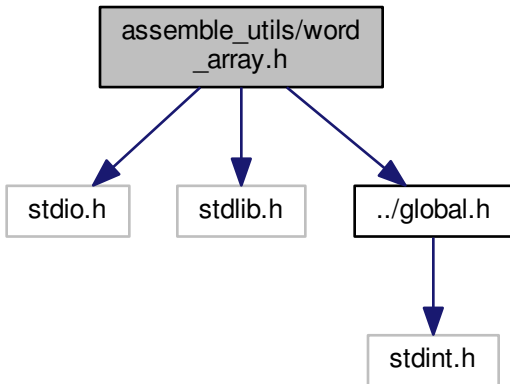 assemble_utils/word
_array.h
stdio.h
stdlib.h
../global.h
stdint.h